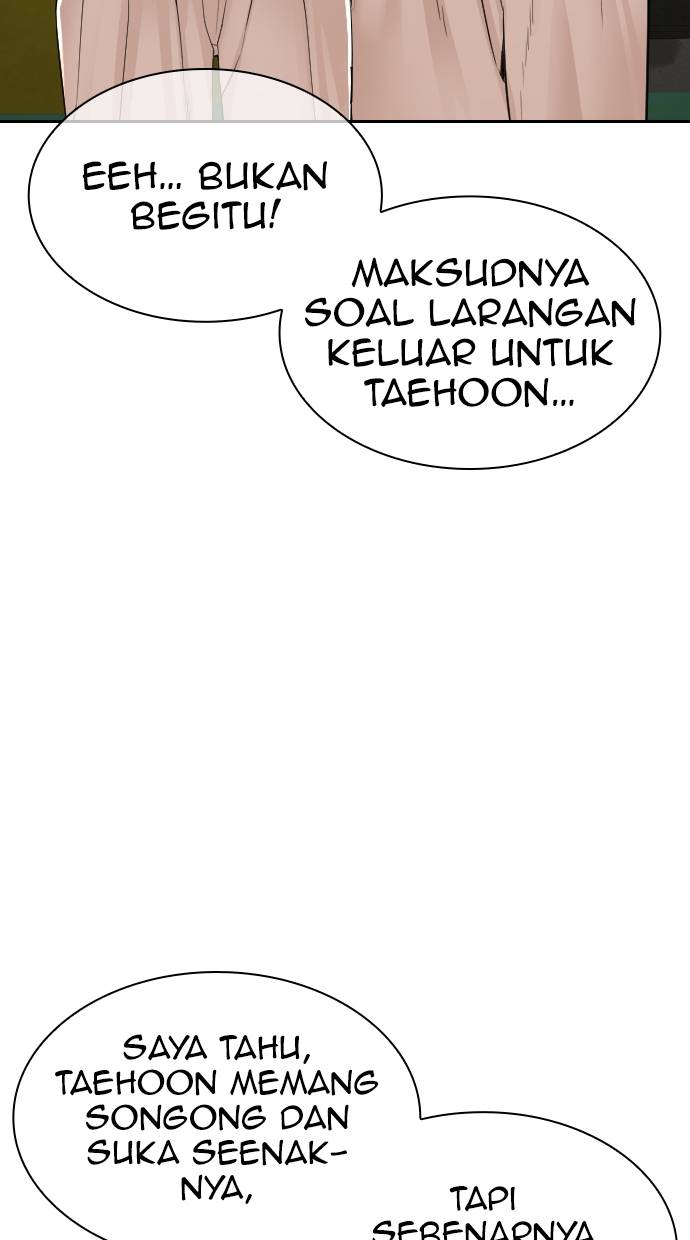 EEH... BUKAN
BEGITU!
MAKSUDNYA
SOAL LARANGAN
KELUAR UNTUK
TAEHOON...
SAYA TAHU,
TAEHOON MEMANG
SONGONG DAN
SUKA SEENAK-
NYA,
TAPI
SEBENARNYA